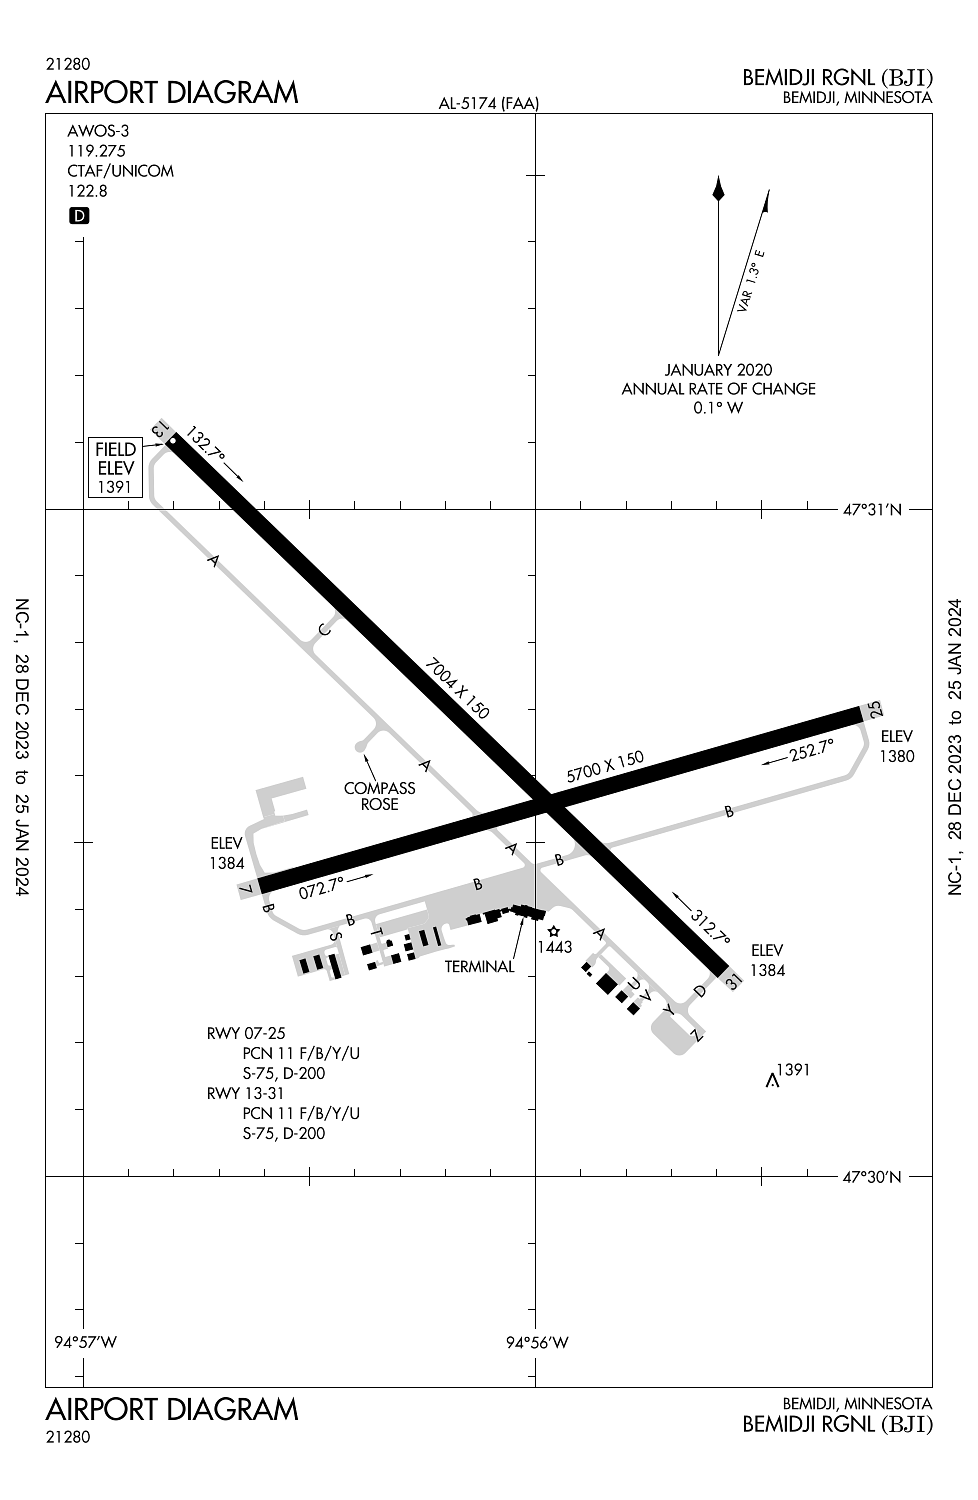 21280
AIRPORT DIAGRAM
AL-5174 (FAA)
BEMIDJI RGNL (BJI)
BEMIDJI, MINNESOTA
AWOS-3
119.275
CTAF/UNICOM
122.8
D
VAR 1.3° E
JANUARY 2020
ANNUAL RATE OF CHANGE
0.1° W
13
132.7°
FIELD
ELEV
1391
47°31'N
A
C
7004 X 150
25
ELEV
1380
252.7°
5700 X 150
A
COMPASS
ROSE
B
ELEV
1384
A
B
7
072.7°
B
B
B
S
T
TERMINAL
1443
A
312.7°
ELEV
1384
31
U
V
D
Y
Z
RWY 07-25
PCN 11 F/B/Y/U
S-75, D-200
RWY 13-31
PCN 11 F/B/Y/U
S-75, D-200
1391
47°30'N
94°57'W
94°56'W
NC-1, 28 DEC 2023 to 25 JAN 2024
NC-1, 28 DEC 2023 to 25 JAN 2024
AIRPORT DIAGRAM
21280
BEMIDJI, MINNESOTA
BEMIDJI RGNL (BJI)